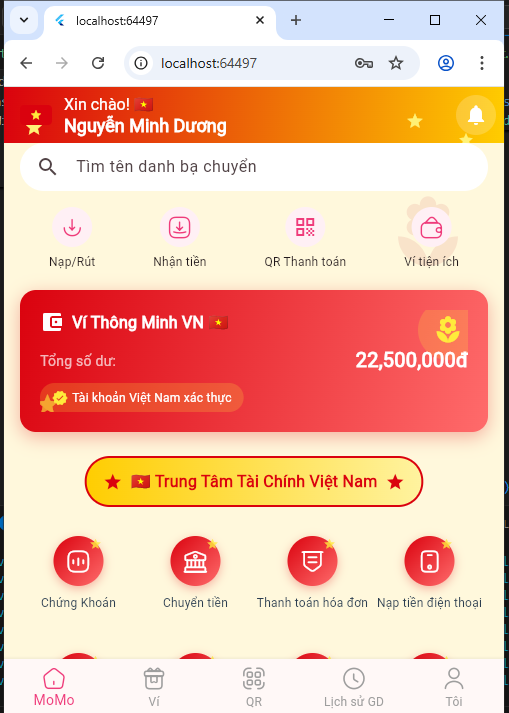 localhost:64497
localhost:64497
Xin chào! 🇻🇳
Nguyễn Minh Dương
Tìm tên danh bạ chuyển
Nạp/Rút
Nhận tiền
QR Thanh toán
Ví tiện ích
Ví Thông Minh VN 🇻🇳
Tổng số dư:
22,500,000đ
Tài khoản Việt Nam xác thực
🇻🇳 Trung Tâm Tài Chính Việt Nam
Chứng Khoán
Chuyển tiền
Thanh toán hóa đơn
Nạp tiền điện thoại
MoMo
Ví
QR
Lịch sử GD
Tôi